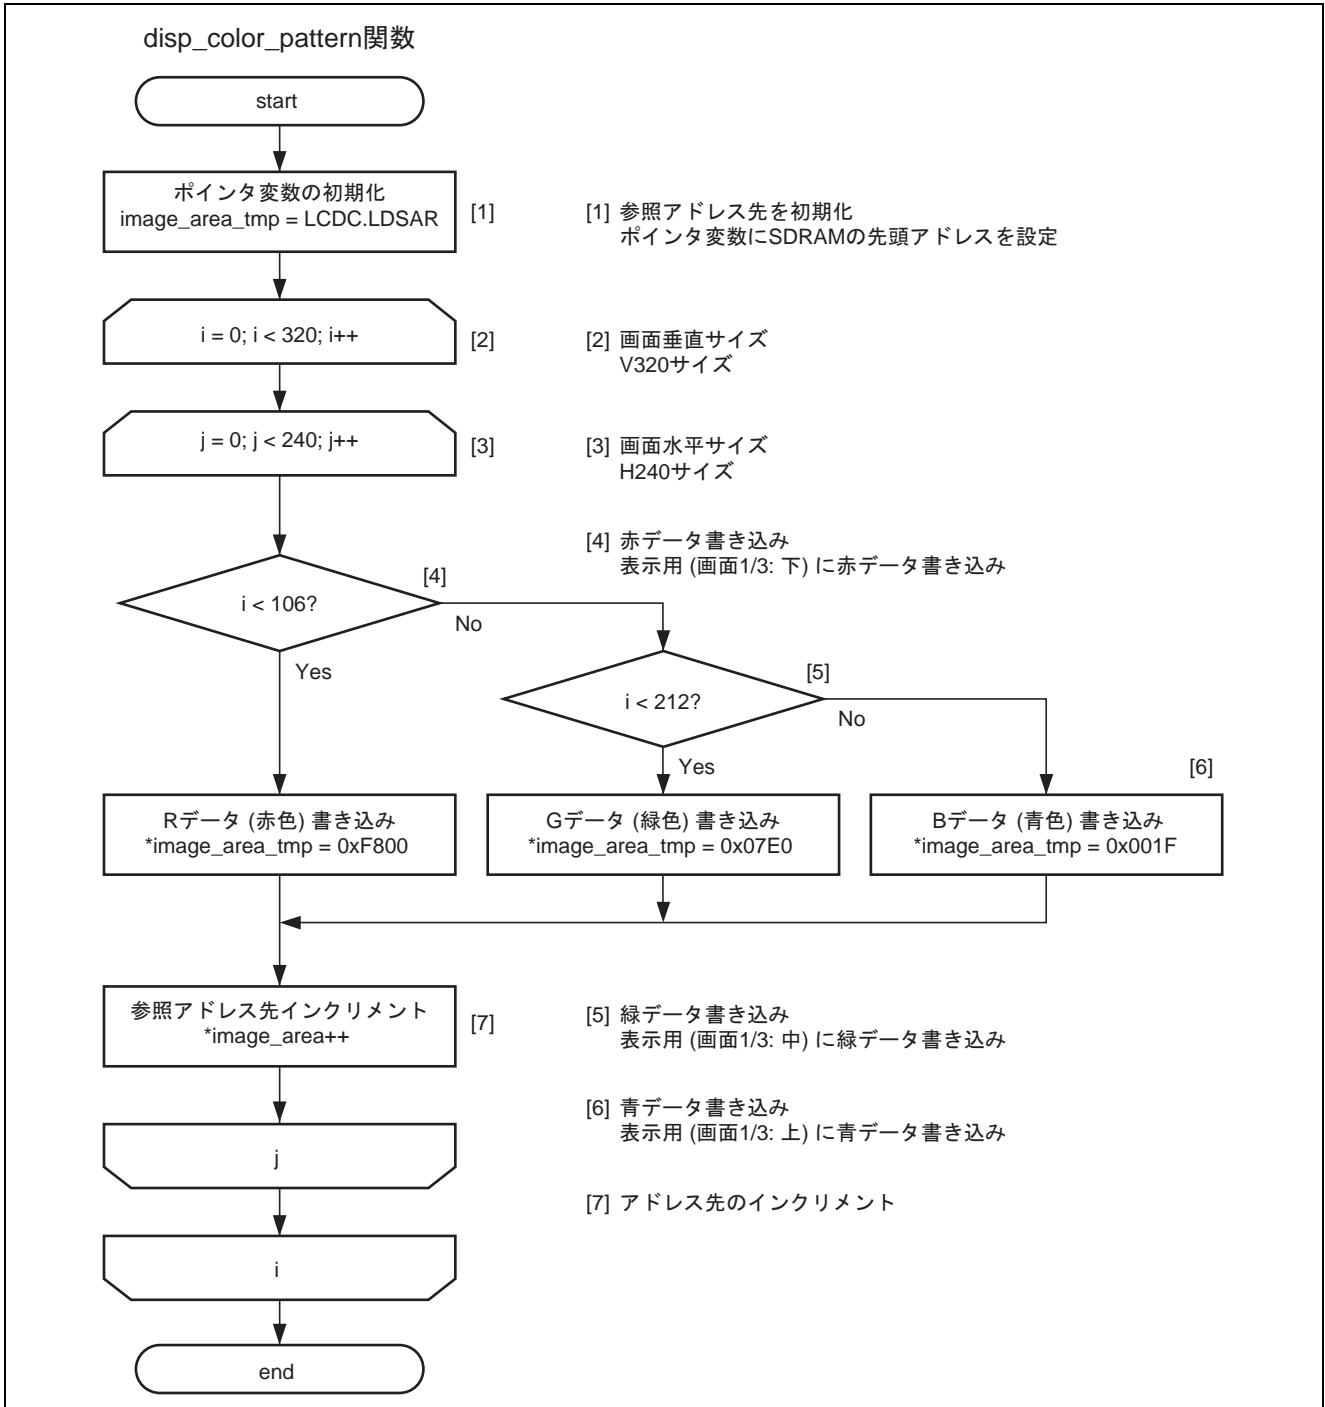 disp_color_pattern関数
start
ポインタ変数の初期化
image_area_tmp = LCDC.LDSAR
[1]
[1] 参照アドレス先を初期化
ポインタ変数にSDRAMの先頭アドレスを設定
i = 0; i < 320; i++
[2]
[2] 画面垂直サイズ
V320サイズ
j = 0; j < 240; j++
[3]
[3] 画面水平サイズ
H240サイズ
[4] 赤データ書き込み
表示用 (画面1/3: 下) に赤データ書き込み
[4]
i < 106?
No
Yes
[5]
i < 212?
No
Yes
[6]
Rデータ (赤色) 書き込み
*image_area_tmp = 0xF800
Gデータ (緑色) 書き込み
*image_area_tmp = 0x07E0
Bデータ (青色) 書き込み
*image_area_tmp = 0x001F
参照アドレス先インクリメント
*image_area++
[7]
[5] 緑データ書き込み
表示用 (画面1/3: 中) に緑データ書き込み
[6] 青データ書き込み
表示用 (画面1/3: 上) に青データ書き込み
j
[7] アドレス先のインクリメント
i
end